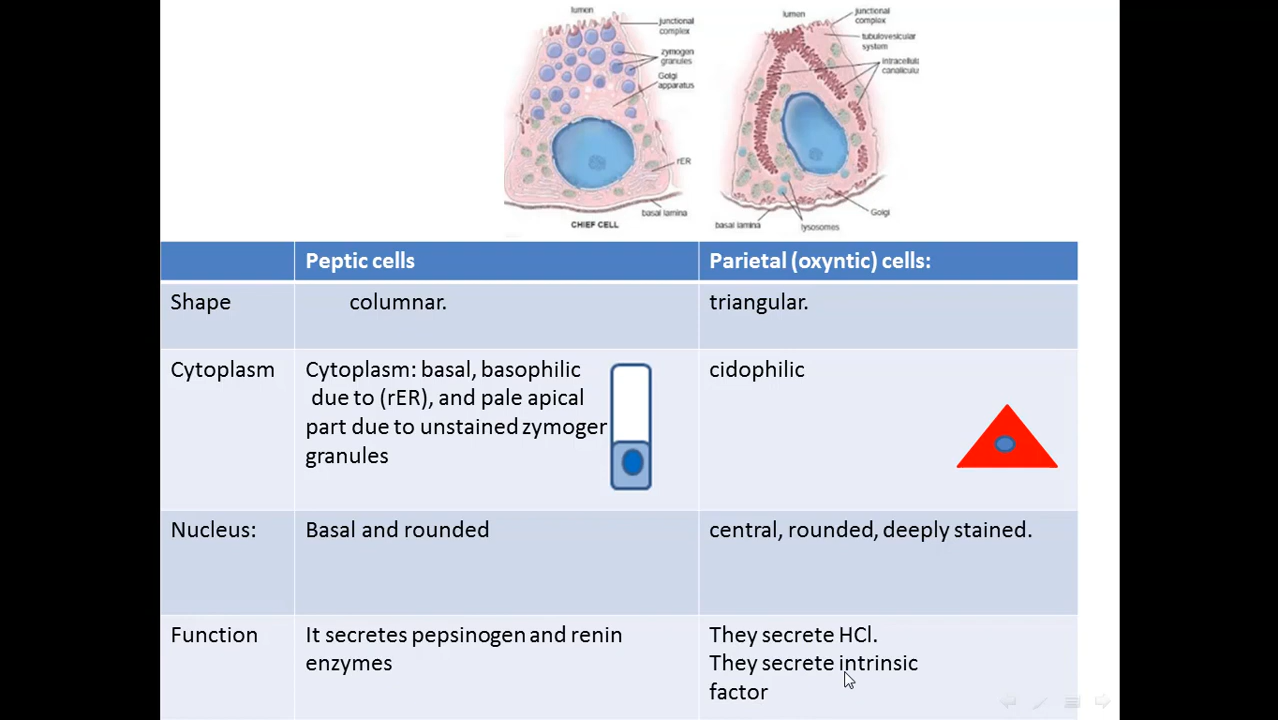 lumen
junctional
complex
zymogen
granules
Golgi
apparatus
rER
basal lamina
CHIEF CELL
lumen
junctional
complex
tubulovesicular
system
intracellula
canaliculu
Golgi
basal lamina
lysosomes
Peptic cells
Parietal (oxyntic) cells:
Shape
columnar.
triangular.
Cytoplasm
Cytoplasm: basal, basophilic
due to (rER), and pale apical
part due to unstained zymoger
granules
cidophilic
Nucleus:
Basal and rounded
central, rounded, deeply stained.
Function
It secretes pepsinogen and renin
enzymes
They secrete HCl.
They secrete intrinsic
factor